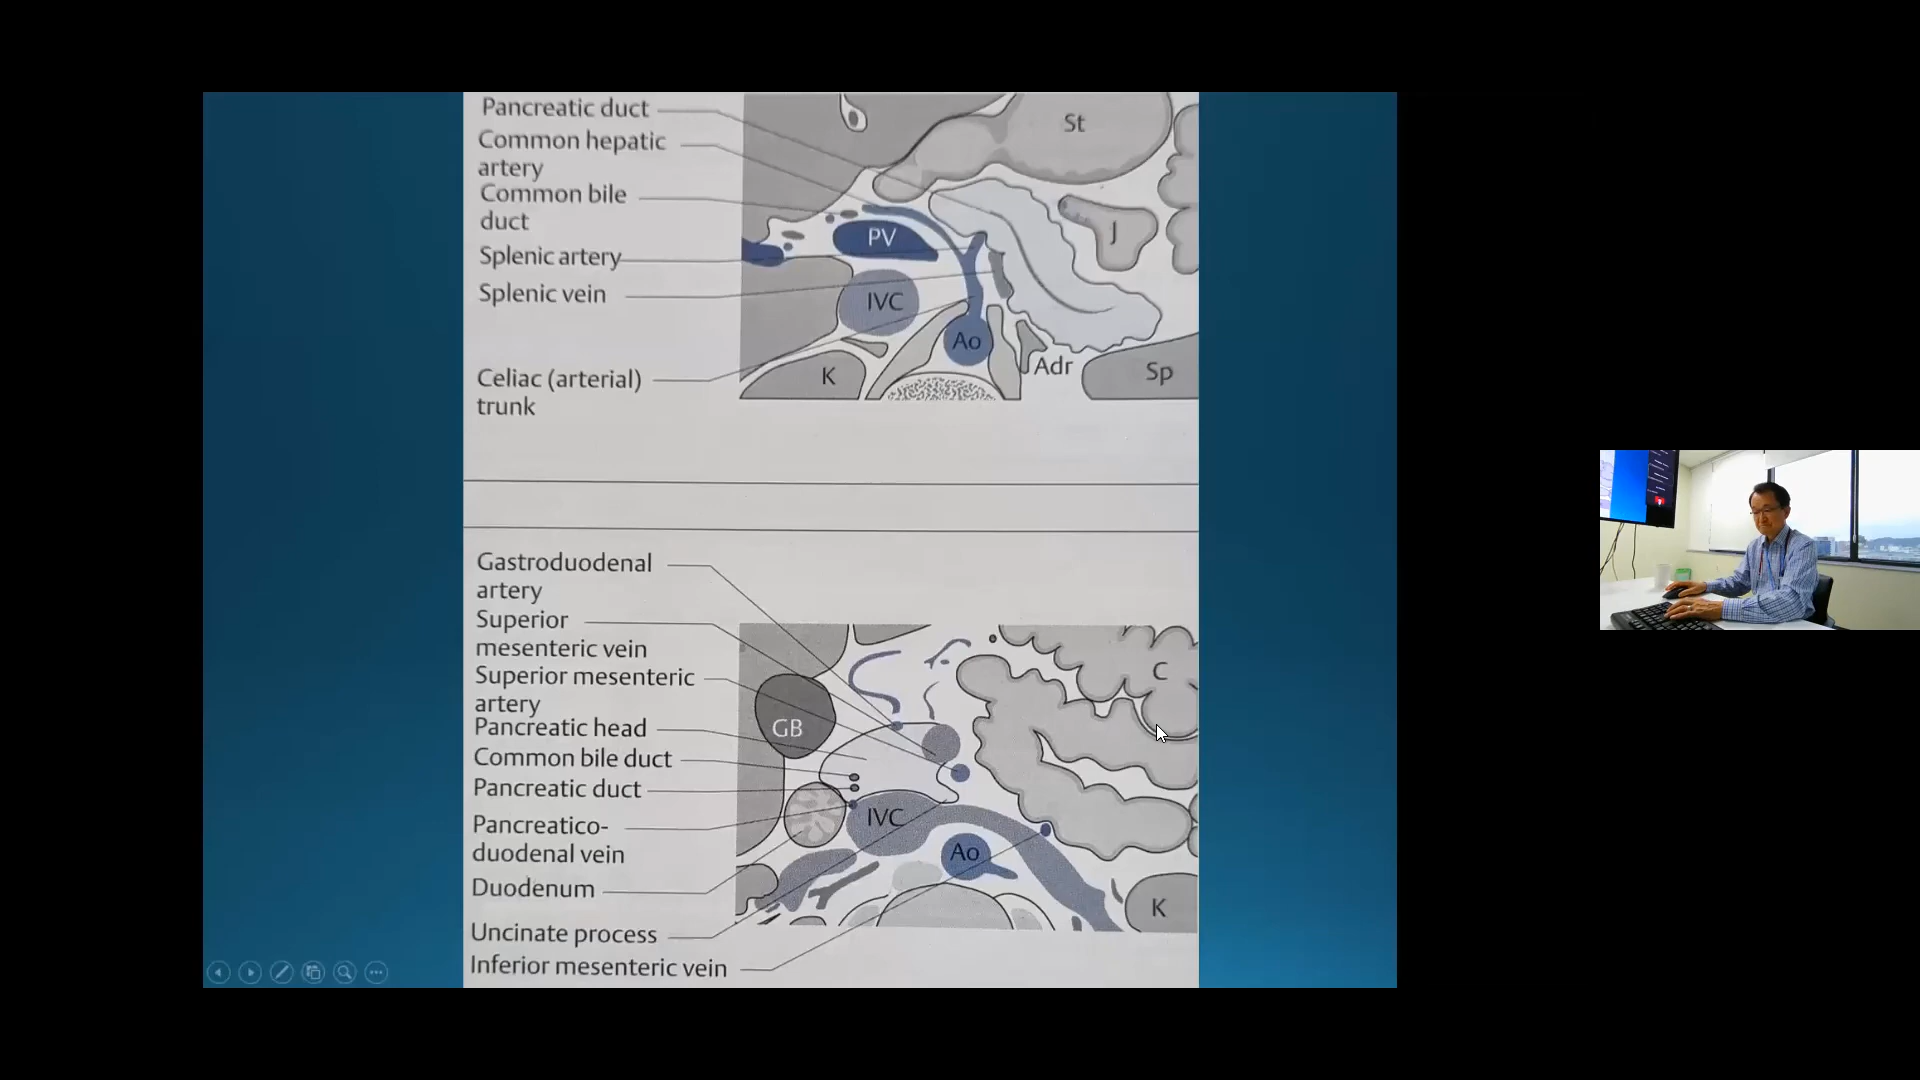 Pancreatic duct
Common hepatic
artery
Common bile
duct
Splenic artery
Splenic vein
Celiac (arterial)
trunk
St
J
PV
IVC
Ao
Adr
K
Sp
Gastroduodenal
artery
Superior
mesenteric vein
Superior mesenteric
artery
Pancreatic head
Common bile duct
Pancreatic duct
Pancreatico-
duodenal vein
Duodenum
Uncinate process
Inferior mesenteric vein
C
GB
IVC
Ao
K